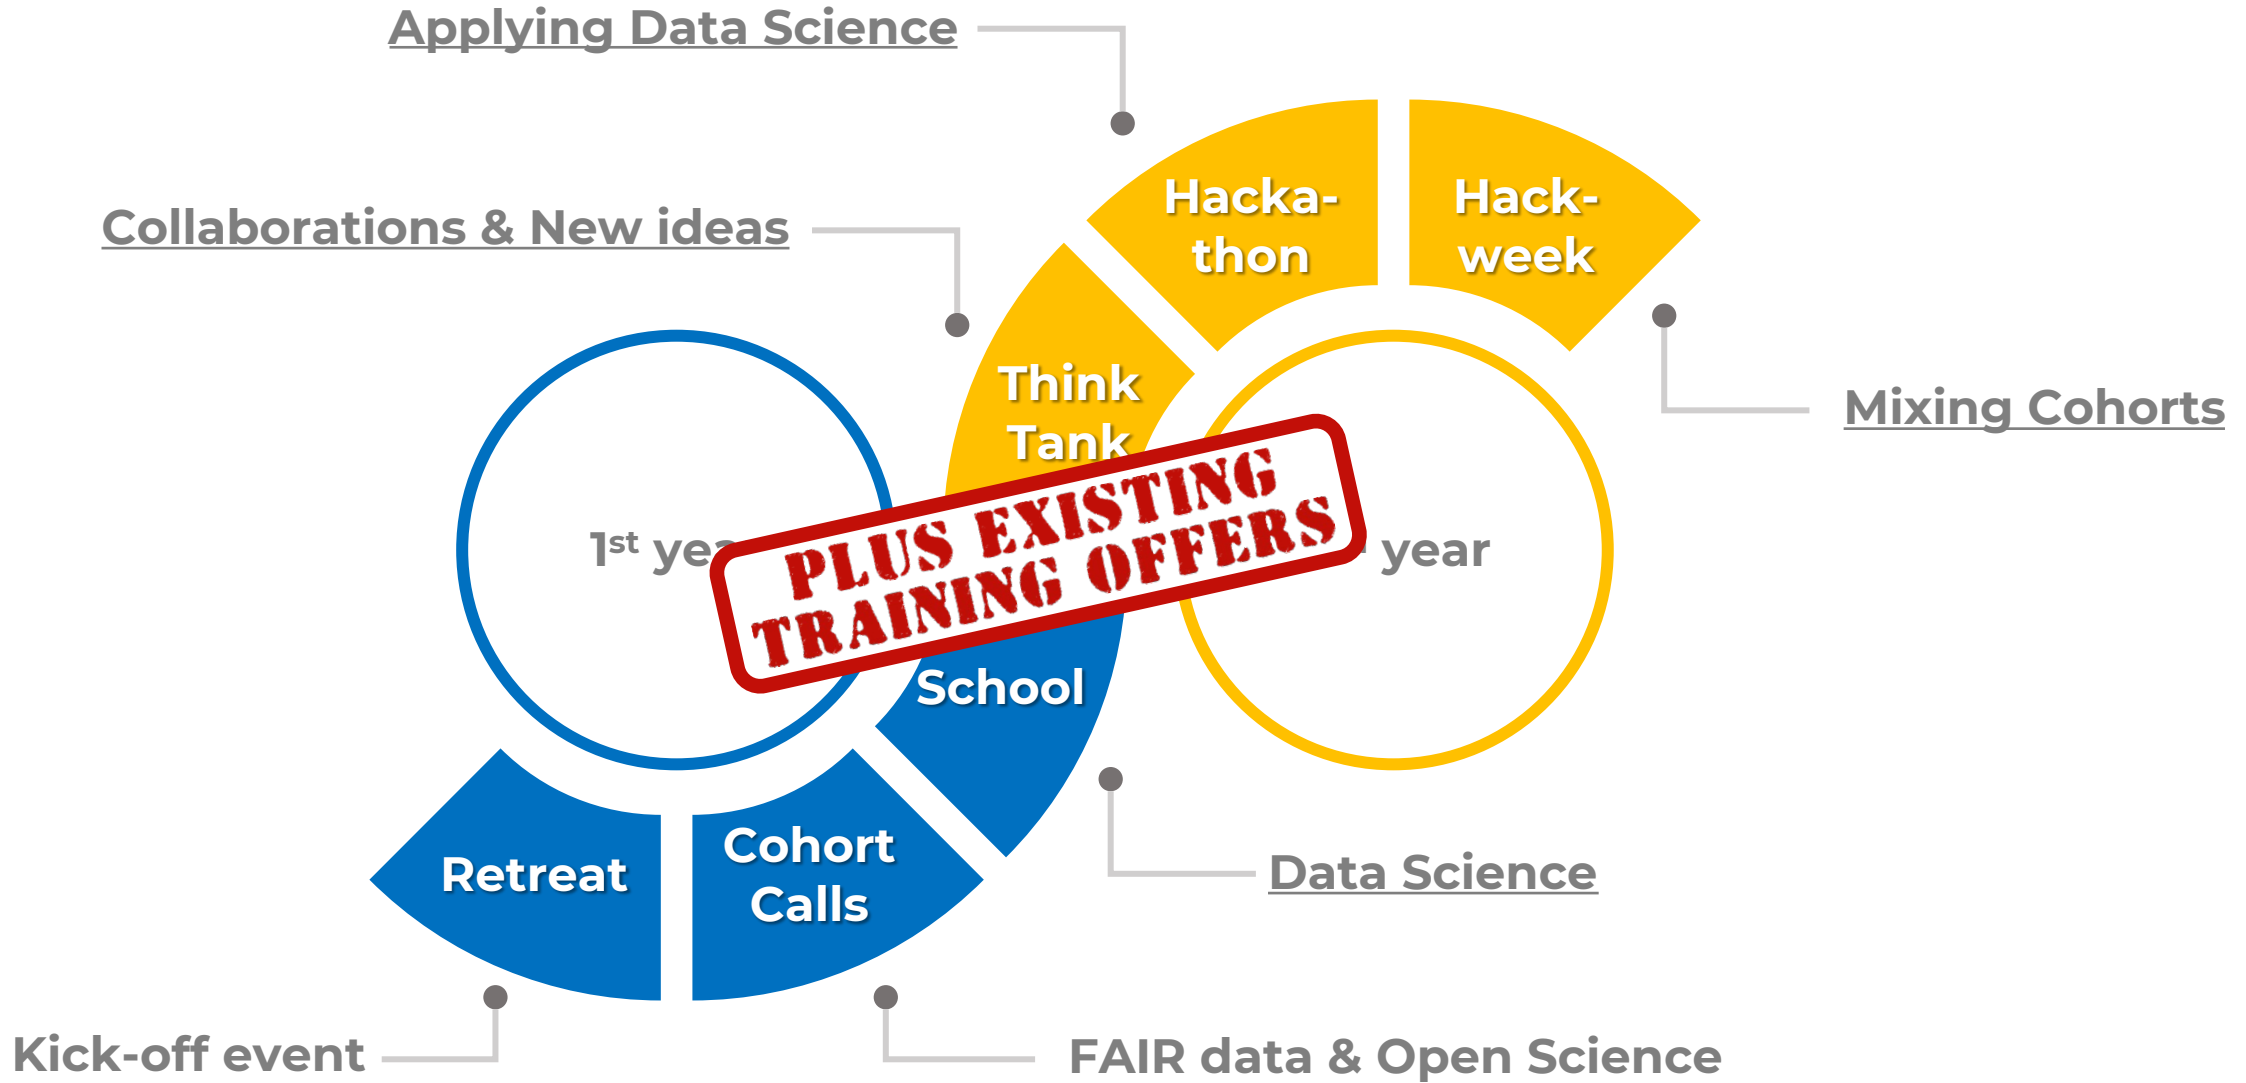 Applying Data Science
Hacka-
thon
Hack-
week
Collaborations & New ideas
Think
Tank
Mixing Cohorts
1st
year
PLUS EXISTING
TRAINING OFFERS
School
Retreat
Cohort
Calls
Data Science
Kick-off event
FAIR data & Open Science